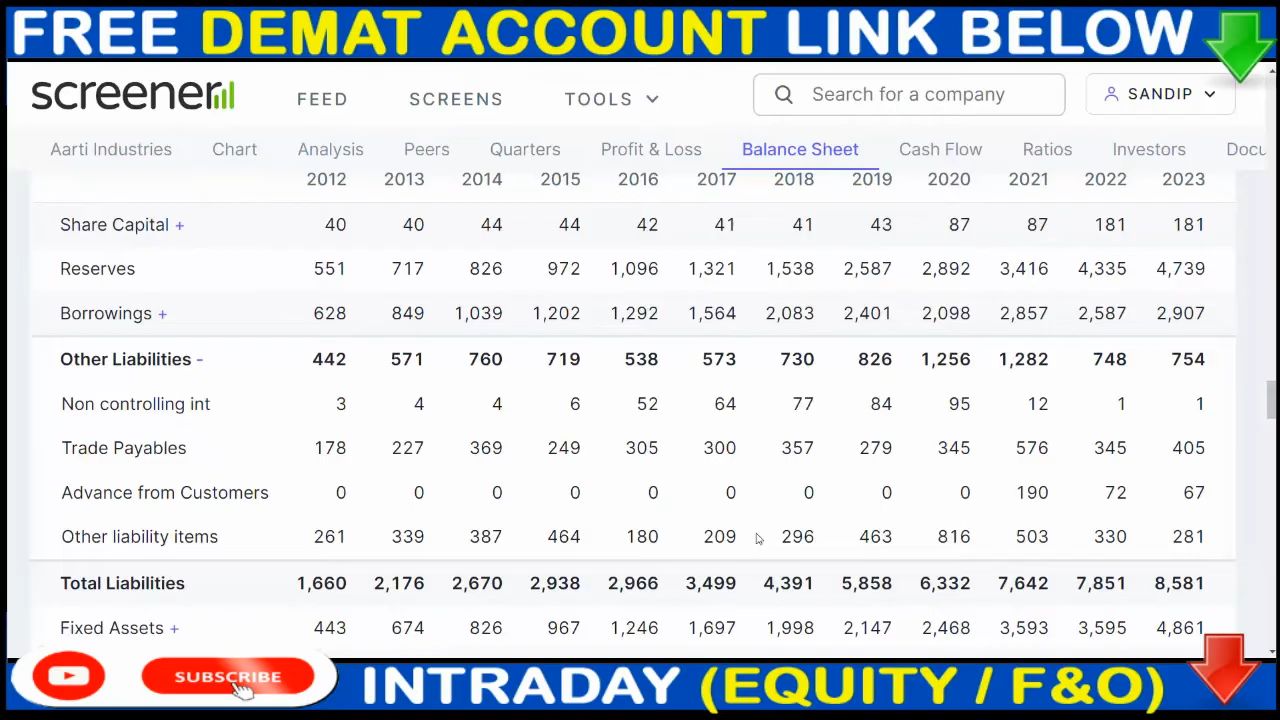 FREE DEMAT ACCOUNT LINK BELOW
screener FEED SCREENS TOOLS Search for a company SANDIP
Aarti Industries Chart Analysis Peers Quarters Profit & Loss Balance Sheet Cash Flow Ratios Investors Docu
2012 2013 2014 2015 2016 2017 2018 2019 2020 2021 2022 2023
Share Capital + 40 40 44 44 42 41 41 43 87 87 181 181
Reserves 551 717 826 972 1,096 1,321 1,538 2,587 2,892 3,416 4,335 4,739
Borrowings + 628 849 1,039 1,202 1,292 1,564 2,083 2,401 2,098 2,857 2,587 2,907
Other Liabilities - 442 571 760 719 538 573 730 826 1,256 1,282 748 754
Non controlling int 3 4 4 6 52 64 77 84 95 12 1 1
Trade Payables 178 227 369 249 305 300 357 279 345 576 345 405
Advance from Customers 0 0 0 0 0 0 0 0 0 190 72 67
Other liability items 261 339 387 464 180 209 296 463 816 503 330 281
Total Liabilities 1,660 2,176 2,670 2,938 2,966 3,499 4,391 5,858 6,332 7,642 7,851 8,581
Fixed Assets + 443 674 826 967 1,246 1,697 1,998 2,147 2,468 3,593 3,595 4,861
SUBSCRIBE INTRADAY (EQUITY / F&O)